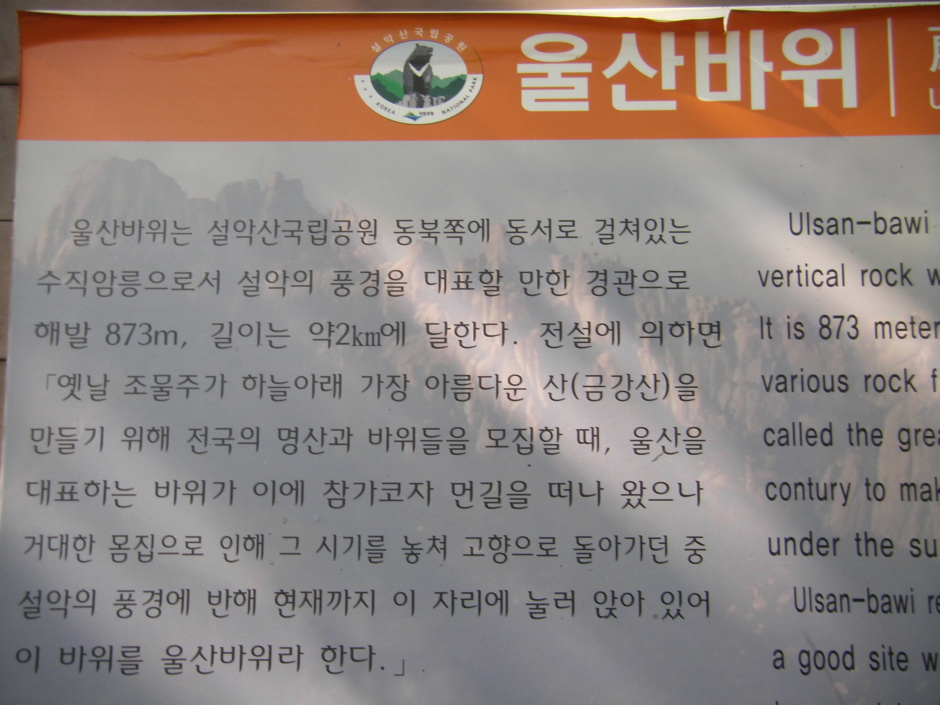 설악산국립공원
KOREA NATIONAL PARK
울산바위
울산바위는 설악산국립공원 동북쪽에 동서로 걸쳐있는
수직암릉으로서 설악의 풍경을 대표할 만한 경관으로
해발 873m, 길이는 약2㎞에 달한다. 전설에 의하면
「옛날 조물주가 하늘아래 가장 아름다운 산(금강산)을
만들기 위해 전국의 명산과 바위들을 모집할 때, 울산을
대표하는 바위가 이에 참가코자 먼길을 떠나 왔으나
거대한 몸집으로 인해 그 시기를 놓쳐 고향으로 돌아가던 중
설악의 풍경에 반해 현재까지 이 자리에 눌러 앉아 있어
이 바위를 울산바위라 한다.」
Ulsan-bawi
vertical rock w
It is 873 meter
various rock f
called the grea
contury to mak
under the su
Ulsan-bawi re
a good site w